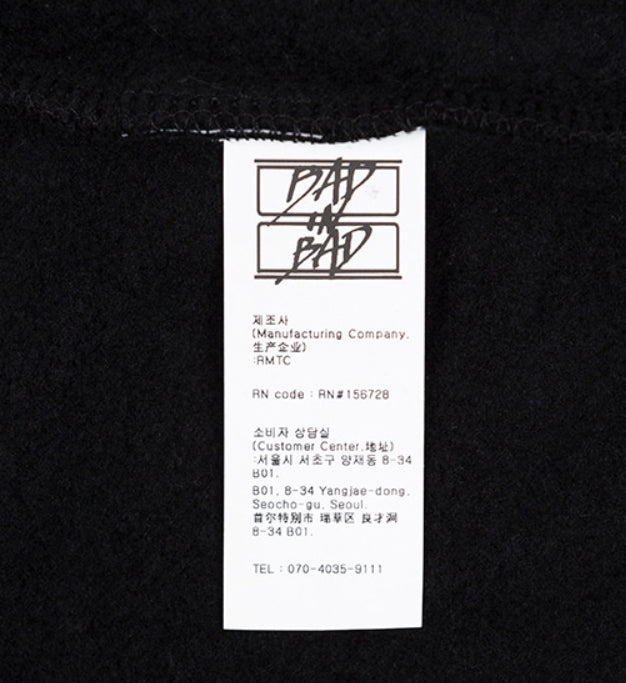 BAD
IN
BAD
제조사
(Manufacturing Company,
生产企业)
:RMTC
RN code : RN#156728
소비자 상담실
(Customer Center,地址)
:서울시 서초구 양재동 8-34
B01.
B01, 8-34 Yangjae-dong,
Seocho-gu, Seoul.
首尔特別市 瑞草区 良才洞
8-34 B01.
TEL : 070-4035-9111